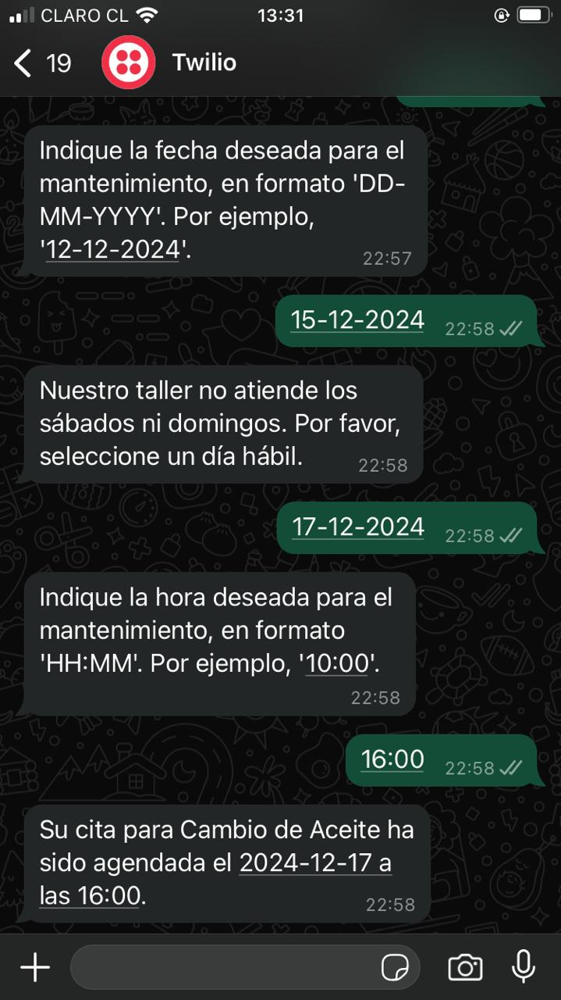 CLARO CL 13:31
19 Twilio
Indique la fecha deseada para el
mantenimiento, en formato 'DD-
MM-YYYY'. Por ejemplo,
'12-12-2024'. 22:57
15-12-2024 22:58
Nuestro taller no atiende los
sábados ni domingos. Por favor,
seleccione un día hábil. 22:58
17-12-2024 22:58
Indique la hora deseada para el
mantenimiento, en formato
'HH:MM'. Por ejemplo, '10:00'.
22:58
16:00 22:58
Su cita para Cambio de Aceite ha
sido agendada el 2024-12-17 a
las 16:00. 22:58